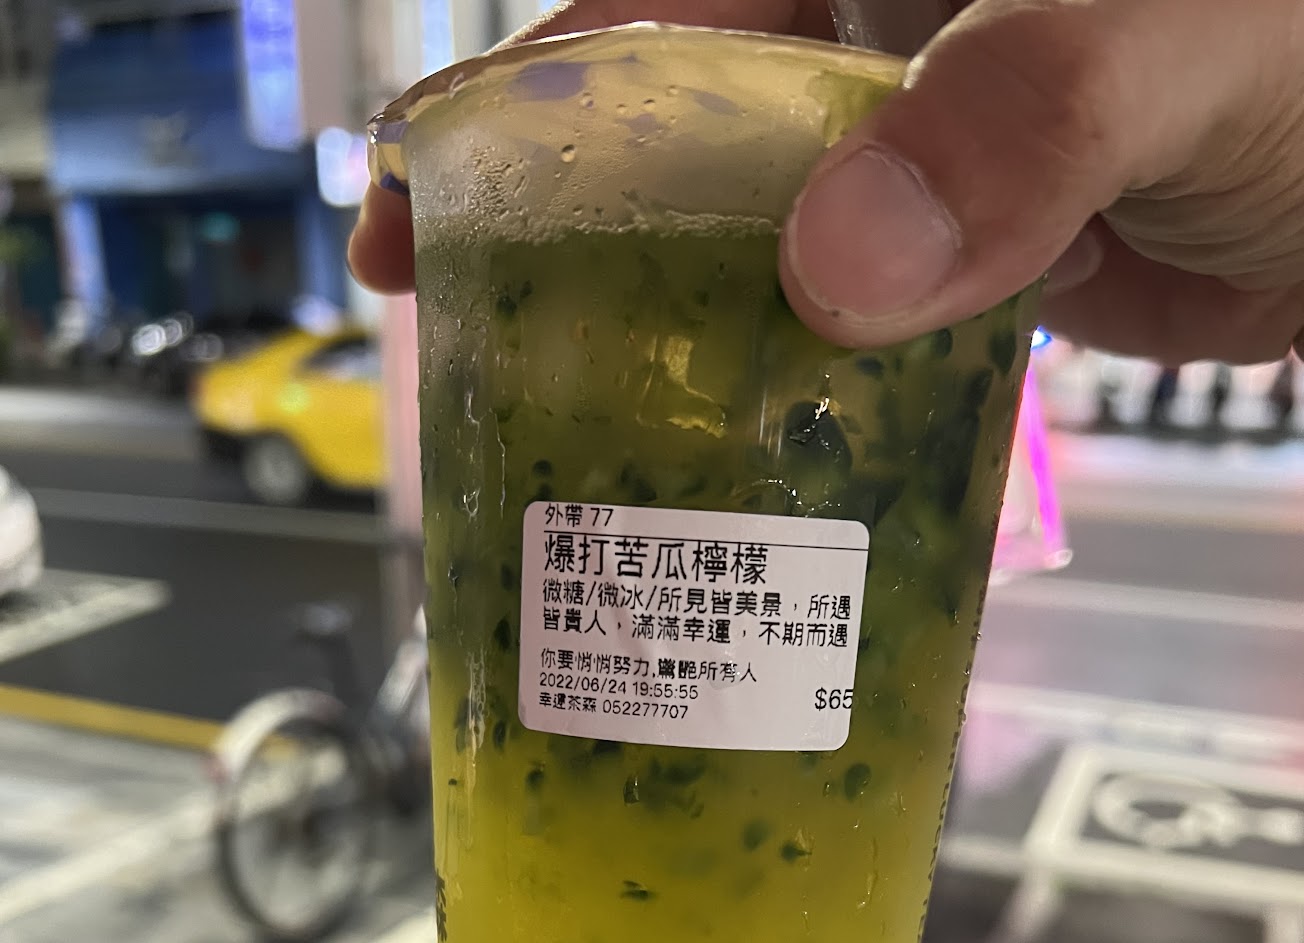 外帶 77
爆打苦瓜檸檬
微糖/微冰/所見皆美景，所遇
皆貴人，滿滿幸運，不期而遇
你要悄悄努力,驚艷所有人
2022/06/24 19:55:55
$65
幸運茶森 052277707